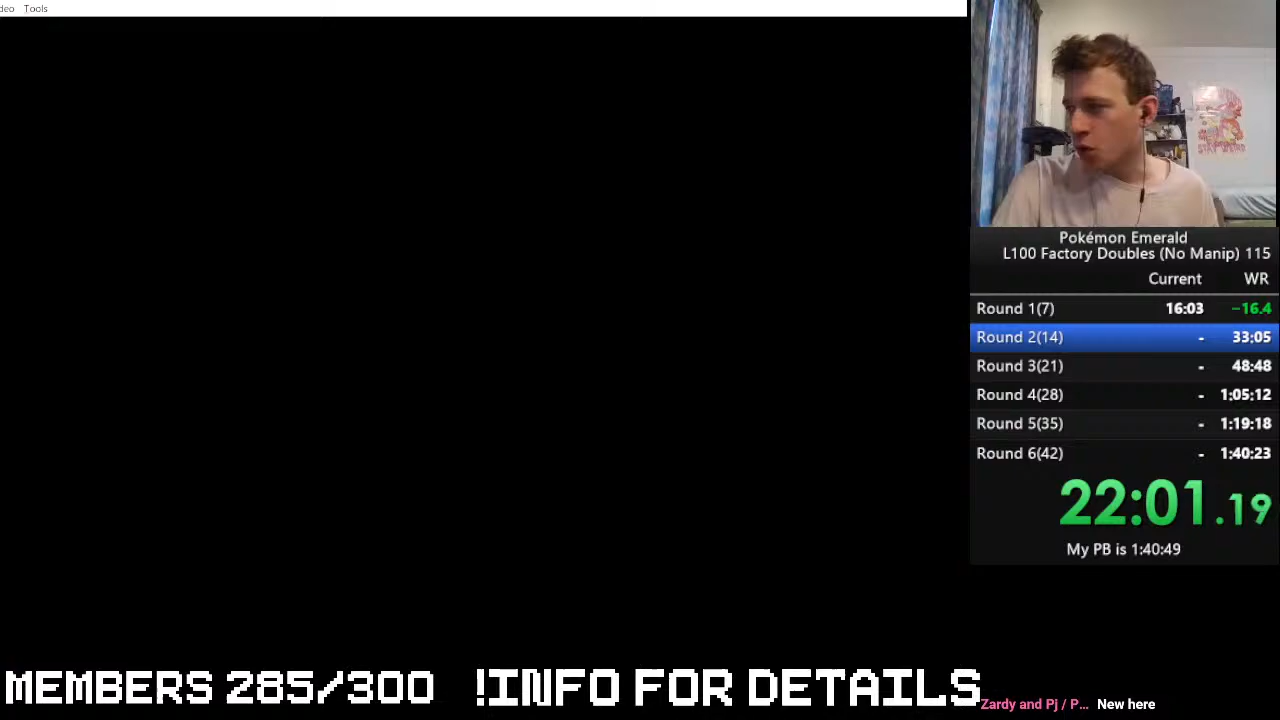 deo Tools
STAY WEIRD
Pokémon Emerald
L100 Factory Doubles (No Manip) 115
Current WR
Round 1(7) 16:03 −16.4
Round 2(14) - 33:05
Round 3(21) - 48:48
Round 4(28) - 1:05:12
Round 5(35) - 1:19:18
Round 6(42) - 1:40:23
22:01.19
My PB is 1:40:49
MEMBERS 285/300 !INFO FOR DETAILS
Zardy and Pj / P... New here